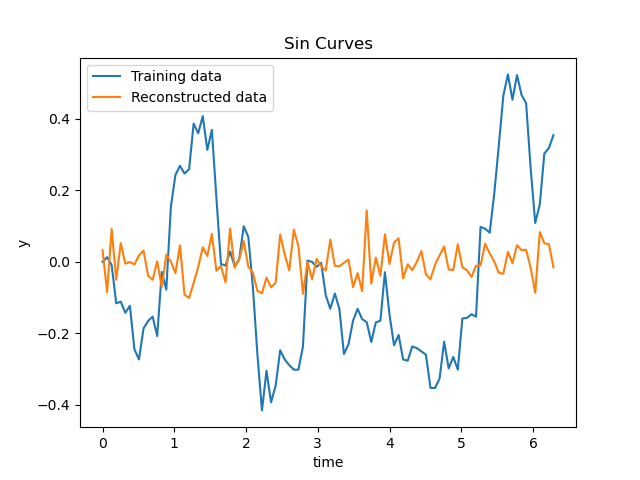 Sin Curves
Training data
Reconstructed data
y
0.4
0.2
0.0
−0.2
−0.4
0 1 2 3 4 5 6
time